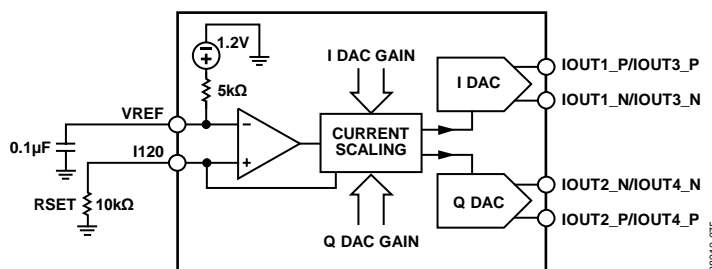 1.2V
I DAC GAIN
5kΩ
VREF
0.1µF
I120
−
+
RSET
10kΩ
CURRENT
SCALING
Q DAC GAIN
I DAC
Q DAC
IOUT1_P/IOUT3_P
IOUT1_N/IOUT3_N
IOUT2_N/IOUT4_N
IOUT2_P/IOUT4_P